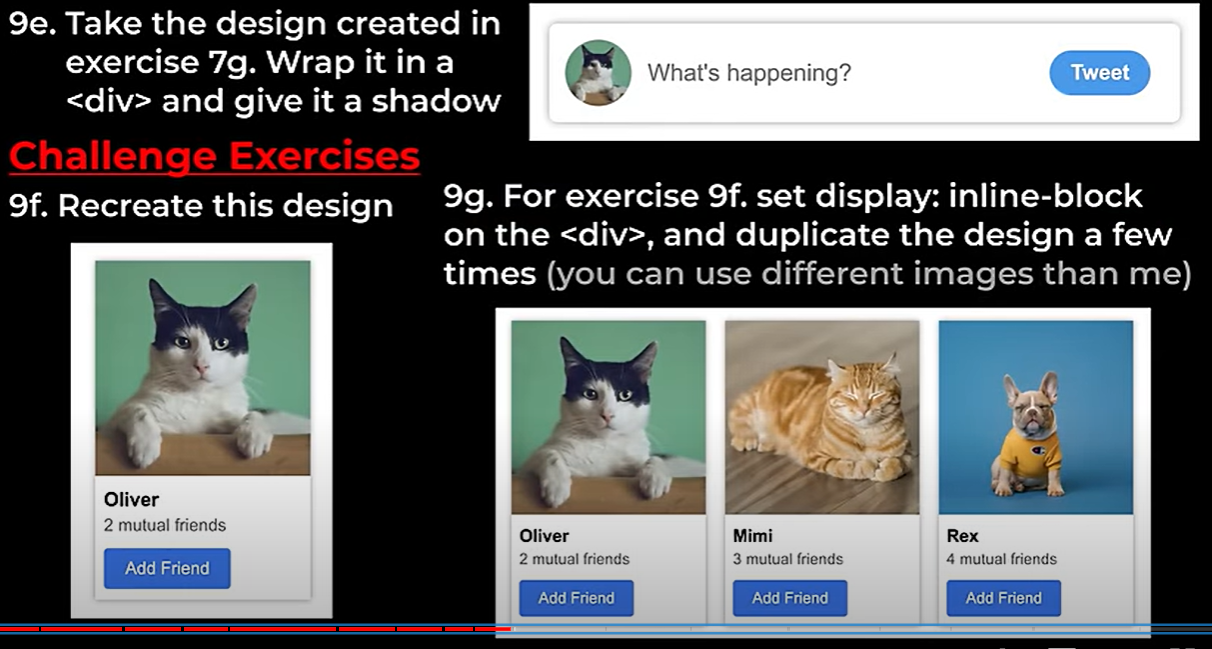 9e. Take the design created in
exercise 7g. Wrap it in a
<div> and give it a shadow
What's happening?
Tweet
Challenge Exercises
9f. Recreate this design
Oliver
2 mutual friends
Add Friend
9g. For exercise 9f. set display: inline-block
on the <div>, and duplicate the design a few
times (you can use different images than me)
Oliver
2 mutual friends
Add Friend
Mimi
3 mutual friends
Add Friend
Rex
4 mutual friends
Add Friend